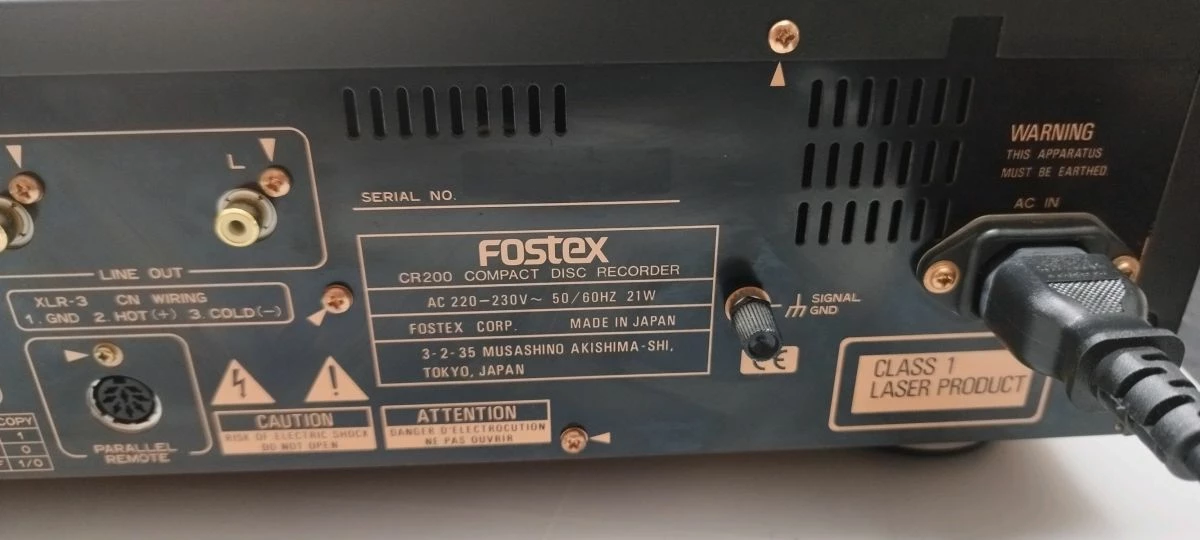 WARNING
THIS APPARATUS
MUST BE EARTHED
AC IN
L
SERIAL NO.
LINE OUT
XLR-3 CN WIRING
1. GND 2. HOT(+) 3. COLD(-)
FOSTEX
CR200 COMPACT DISC RECORDER
AC 220-230V~ 50/60HZ 21W
FOSTEX CORP. MADE IN JAPAN
3-2-35 MUSASHINO AKISHIMA-SHI,
TOKYO, JAPAN
SIGNAL
GND
CE
CLASS 1
LASER PRODUCT
COPY
1
0
1/0
PARALLEL
REMOTE
CAUTION
RISK OF ELECTRIC SHOCK
DO NOT OPEN
ATTENTION
DANGER D'ELECTROCUTION
NE PAS OUVRIR